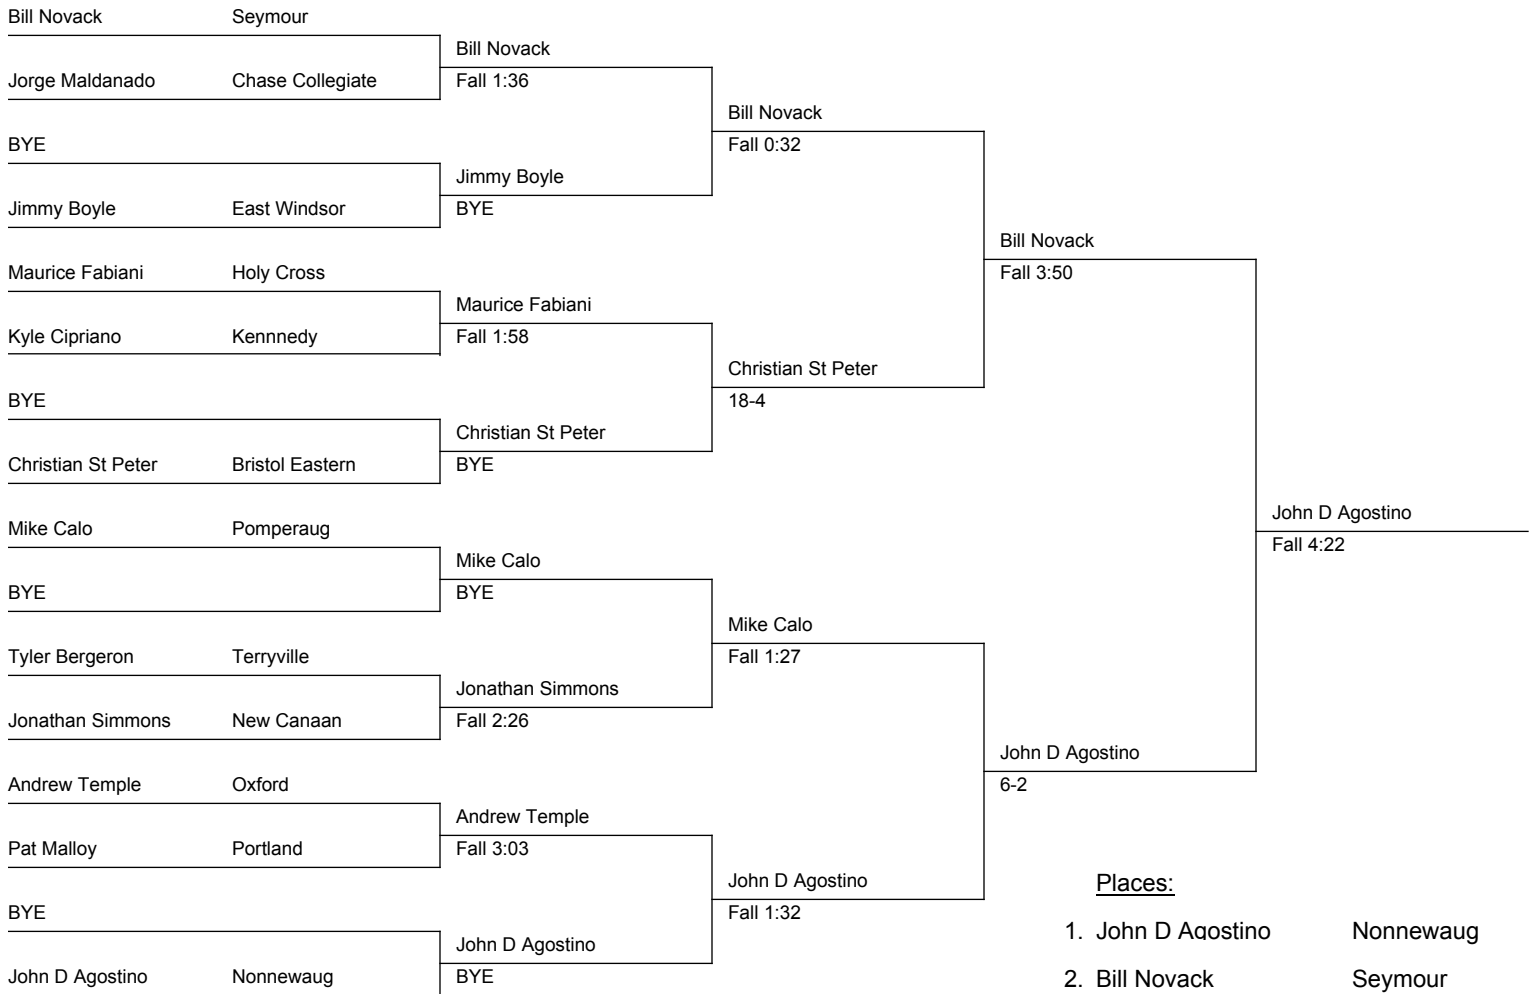 Bill Novack Seymour
Bill Novack
Jorge Maldanado Chase Collegiate Fall 1:36
Bill Novack
BYE Fall 0:32
Jimmy Boyle
Jimmy Boyle East Windsor BYE
Bill Novack
Maurice Fabiani Holy Cross Fall 3:50
Maurice Fabiani
Kyle Cipriano Kennnedy Fall 1:58
Christian St Peter
BYE 18-4
Christian St Peter
Christian St Peter Bristol Eastern BYE
John D Agostino
Mike Calo Pomperaug Fall 4:22
Mike Calo
BYE BYE
Mike Calo
Tyler Bergeron Terryville Fall 1:27
Jonathan Simmons
Jonathan Simmons New Canaan Fall 2:26
John D Agostino
Andrew Temple Oxford 6-2
Andrew Temple
Pat Malloy Portland Fall 3:03
John D Agostino Places:
BYE Fall 1:32
1. John D Agostino Nonnewaug
John D Agostino
John D Agostino Nonnewaug BYE 2. Bill Novack Seymour